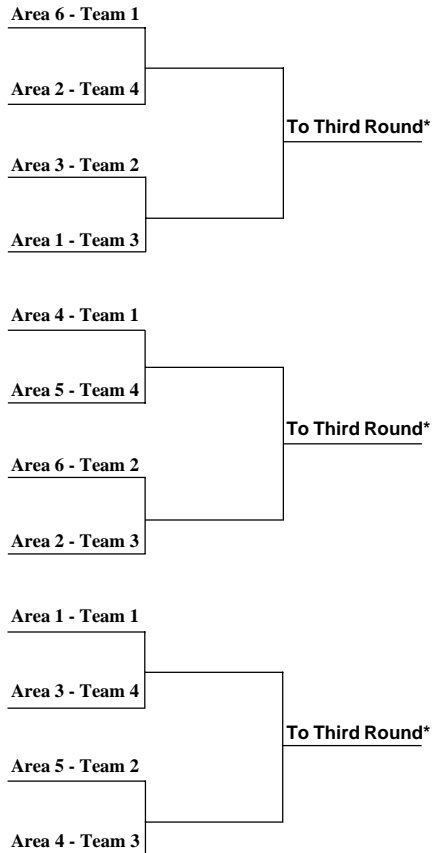 Area 6 - Team 1
Area 2 - Team 4
To Third Round*
Area 3 - Team 2
Area 1 - Team 3
Area 4 - Team 1
Area 5 - Team 4
To Third Round*
Area 6 - Team 2
Area 2 - Team 3
Area 1 - Team 1
Area 3 - Team 4
To Third Round*
Area 5 - Team 2
Area 4 - Team 3